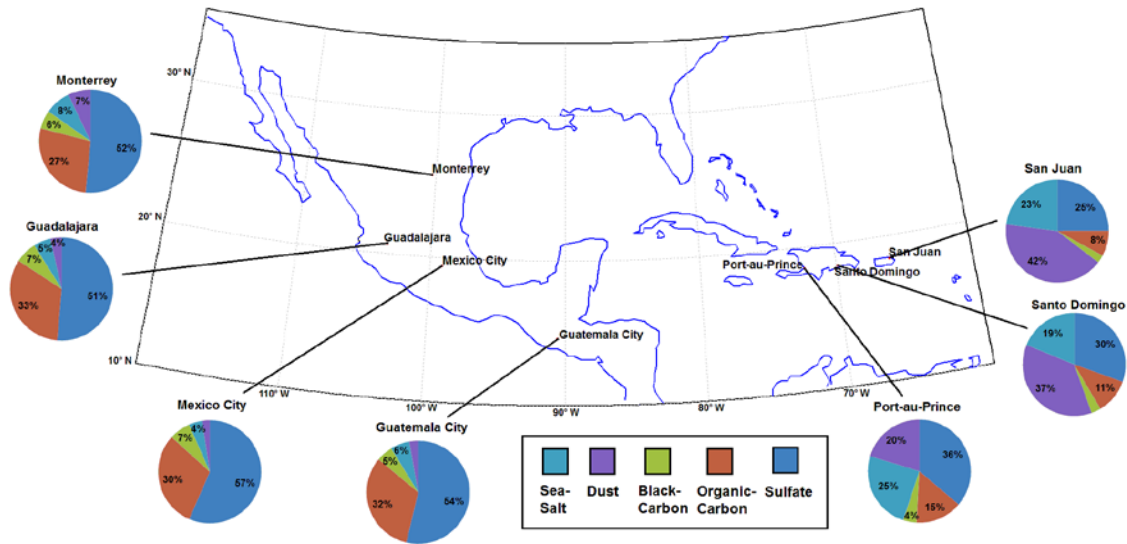 Monterrey
7%
8%
6%
27%
52%
30° N
Monterrey
San Juan
23%
25%
8%
42%
20° N
Guadalajara
4%
5%
7%
33%
51%
Guadalajara
Mexico City
Port-au-Prince
San Juan
Santo Domingo
Santo Domingo
19%
30%
37%
11%
Guatemala City
10° N
110° W
100° W
90° W
80° W
70° W
Mexico City
4%
7%
30%
57%
Guatemala City
6%
5%
32%
54%
Port-au-Prince
20%
36%
25%
15%
4%
Sea-
Salt
Dust
Black-
Carbon
Organic-
Carbon
Sulfate